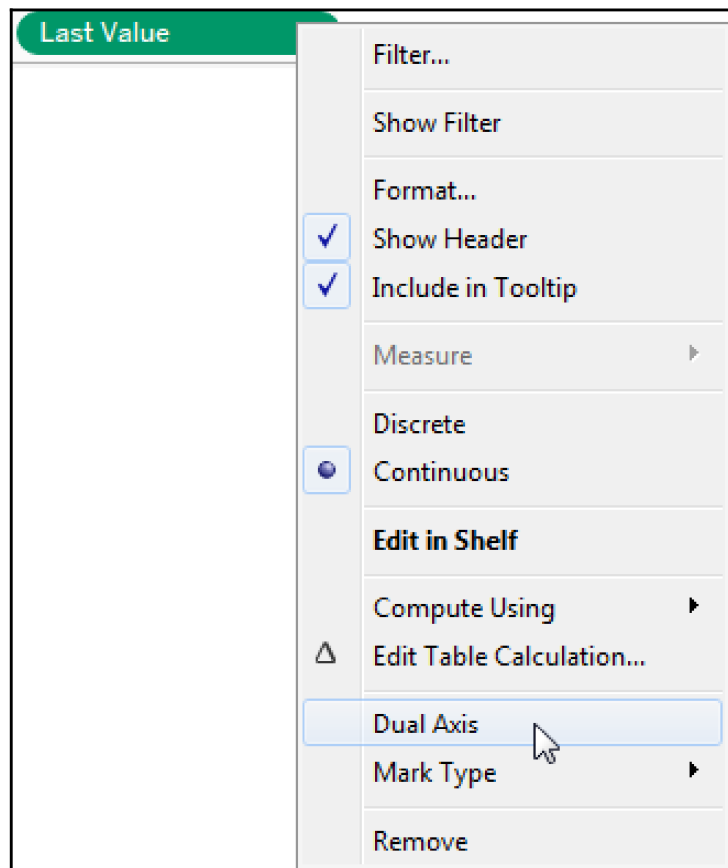 Last Value
Filter...
Show Filter
Format...
Show Header
Include in Tooltip
Measure
Discrete
Continuous
Edit in Shelf
Compute Using
Edit Table Calculation...
Dual Axis
Mark Type
Remove